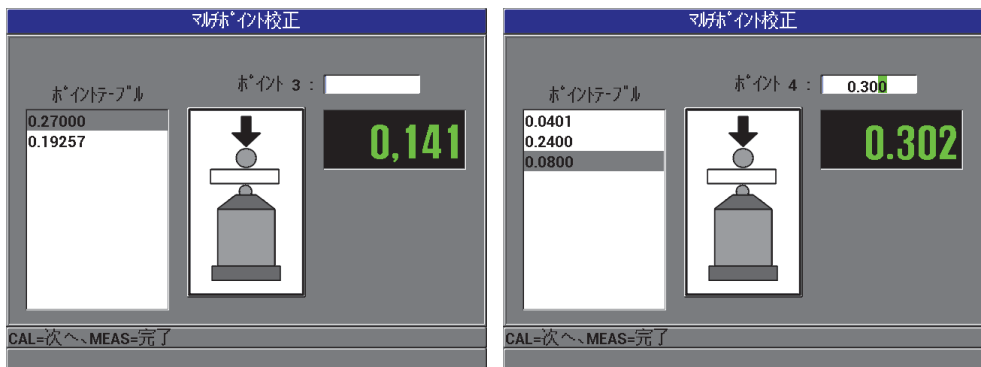 マルチポイント校正
ポイントテーブル
ポイント 3 :
0.27000
0.19257
0,141
CAL=次へ、MEAS=完了
マルチポイント校正
ポイントテーブル
ポイント 4 : 0.300
0.0401
0.2400
0.0800
0.302
CAL=次へ、MEAS=完了